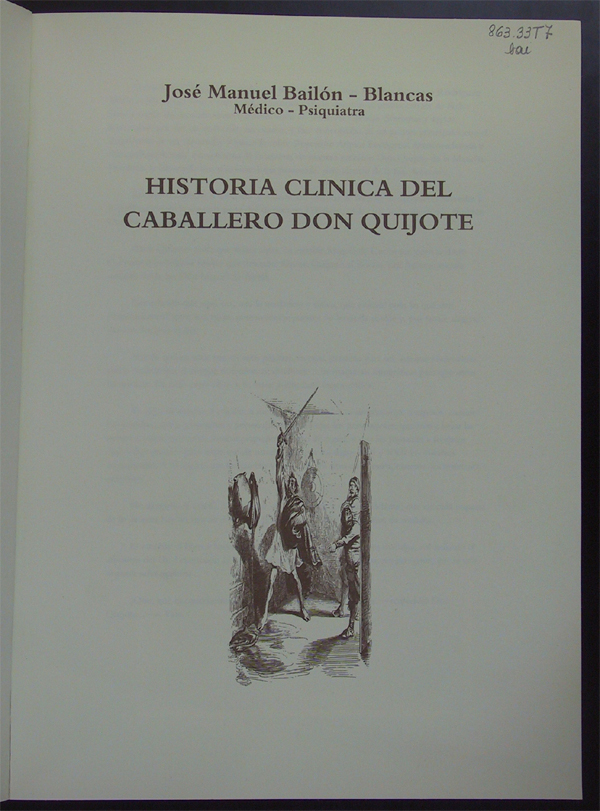 863.33T7
bai
José Manuel Bailón - Blancas
Médico - Psiquiatra
HISTORIA CLINICA DEL
CABALLERO DON QUIJOTE